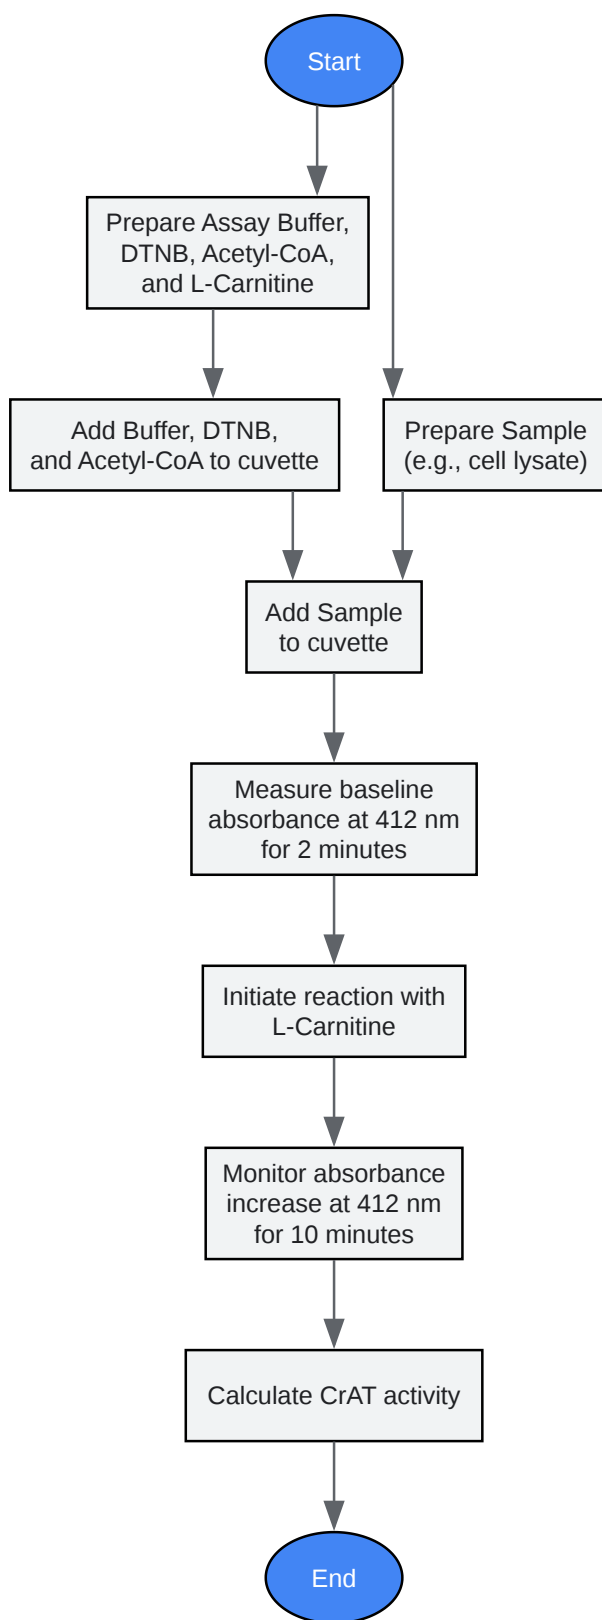 Start
Prepare Assay Buffer,
DTNB, Acetyl-CoA,
and L-Carnitine
Add Buffer, DTNB,
and Acetyl-CoA to cuvette
Prepare Sample
(e.g., cell lysate)
Add Sample
to cuvette
Measure baseline
absorbance at 412 nm
for 2 minutes
Initiate reaction with
L-Carnitine
Monitor absorbance
increase at 412 nm
for 10 minutes
Calculate CrAT activity
End